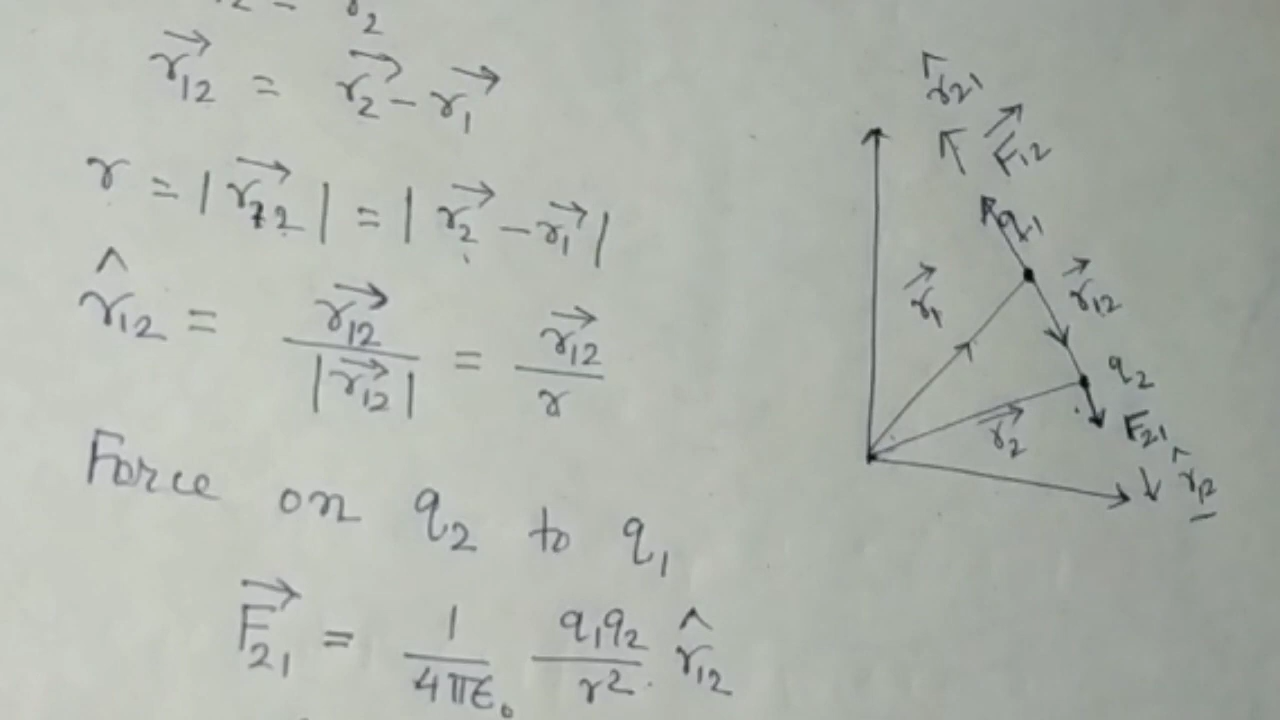 r⃗₁₂ = r⃗₂ - r⃗₁
r = |r⃗₁₂| = |r⃗₂ - r⃗₁|
r̂₁₂ = r⃗₁₂ / |r⃗₁₂| = r⃗₁₂ / r
Force on q₂ to q₁
F⃗₂₁ = 1/4πε₀ q₁q₂/r² r̂₁₂
r̂₂₁
F⃗₁₂
q₁
r⃗₁
r⃗₁₂
q₂
r⃗₂
F₂₁
r̂₁₂